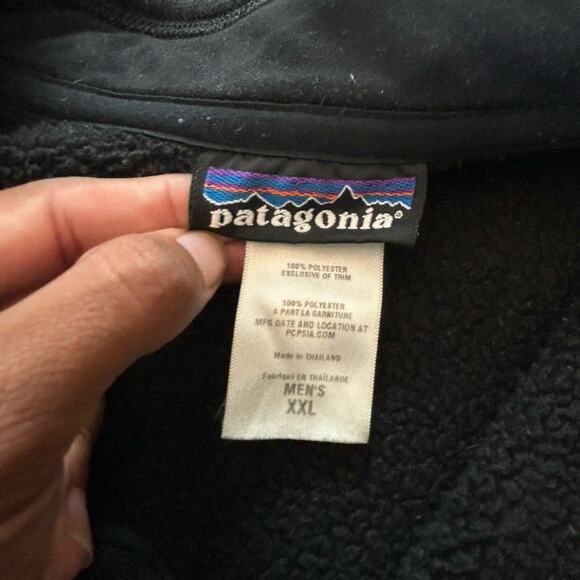 patagonia®
100% POLYESTER
EXCLUSIVE OF TRIM
100% POLYESTER
A PART LA GARNITURE
MFG DATE AND LOCATION AT
PCPSIA.COM
Made in THAILAND
Fabriqué EN THAÏLANDE
MEN'S
XXL